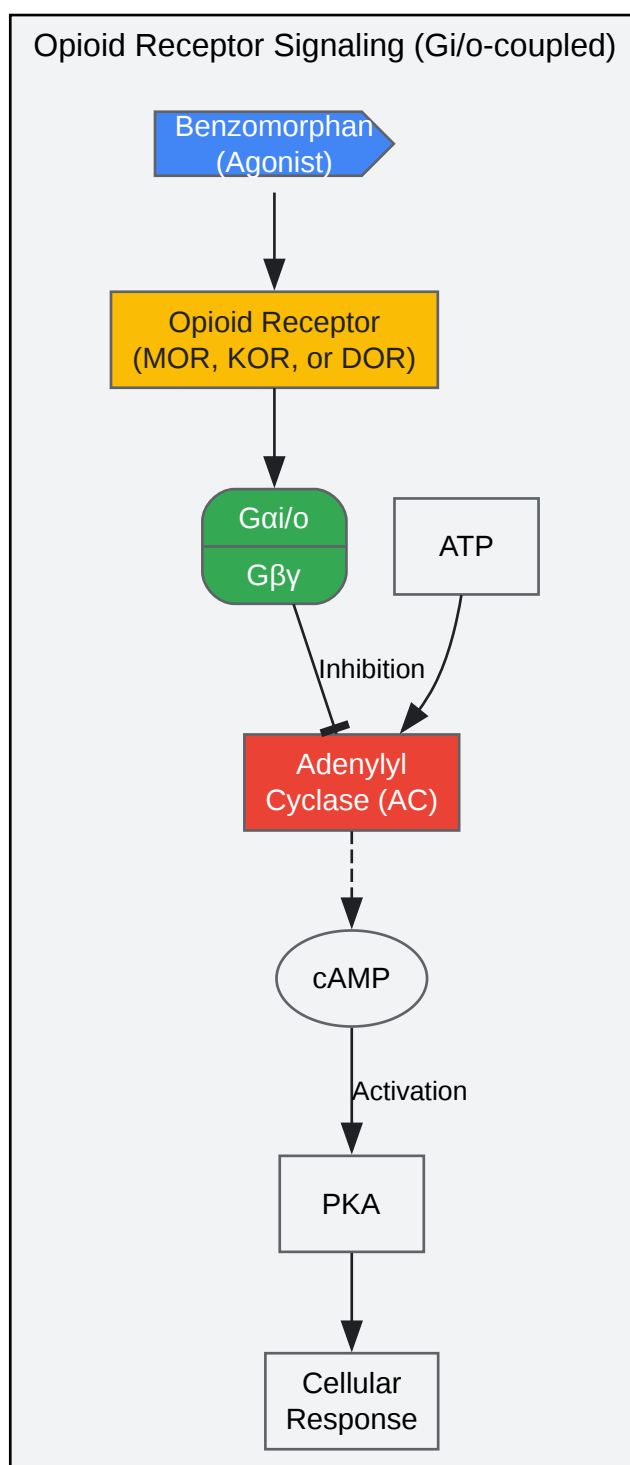 Opioid Receptor Signaling (Gi/o-coupled)
Benzomorphan
(Agonist)
Opioid Receptor
(MOR, KOR, or DOR)
Gαi/o
Gβγ
ATP
Inhibition
Adenylyl
Cyclase (AC)
cAMP
Activation
PKA
Cellular
Response